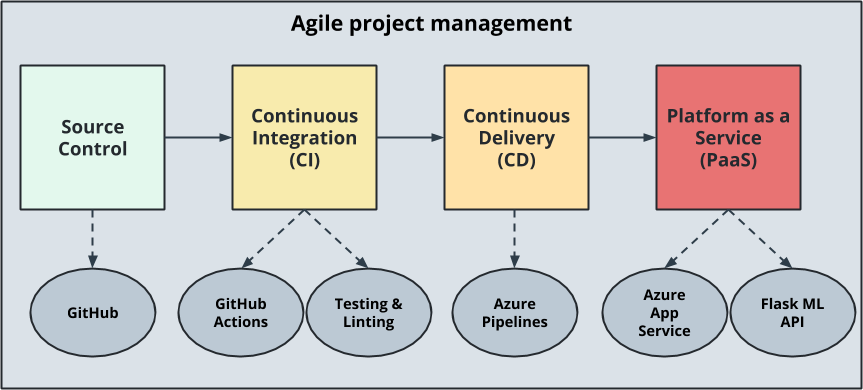 Agile project management
Source
Control
Continuous
Integration
(CI)
Continuous
Delivery
(CD)
Platform as a
Service
(PaaS)
GitHub
GitHub
Actions
Testing &
Linting
Azure
Pipelines
Azure
App
Service
Flask ML
API